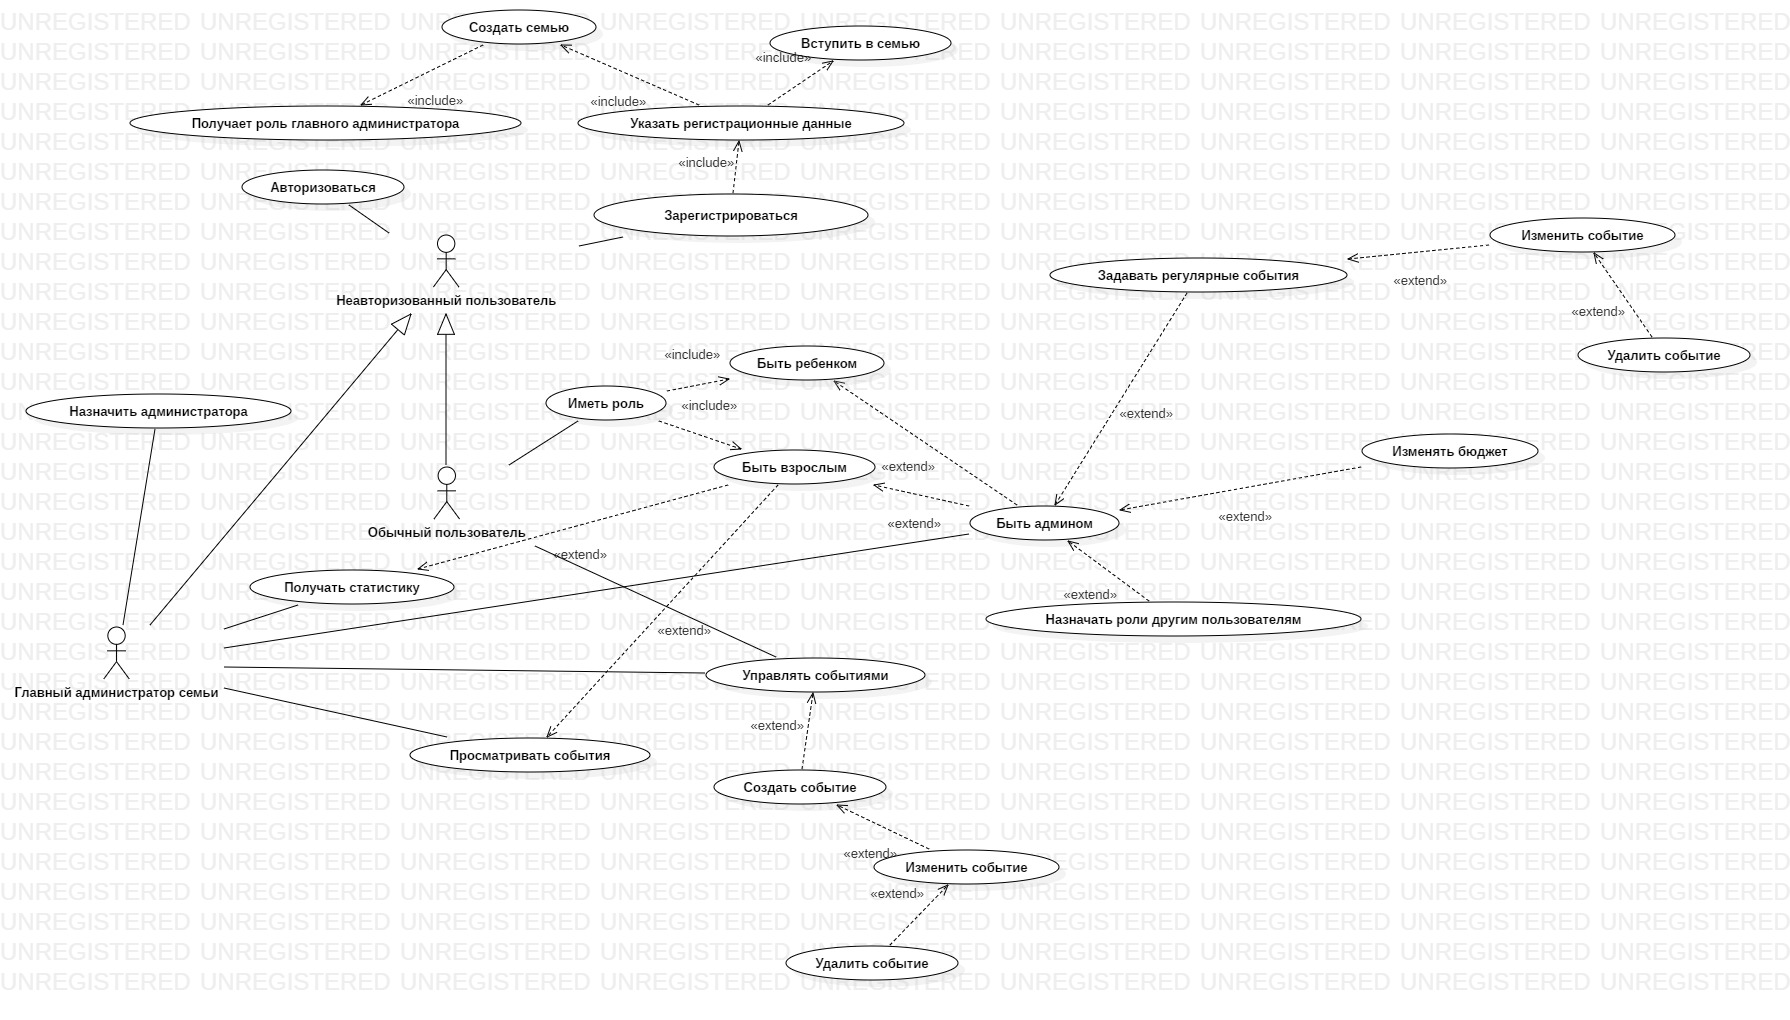 Создать семью
Вступить в семью
«include»
«include»
«include»
Получает роль главного администратора
Указать регистрационные данные
«include»
Авторизоваться
Зарегистрироваться
Изменить событие
Задавать регулярные события
«extend»
Неавторизованный пользователь
«extend»
«include»
Быть ребенком
Удалить событие
Иметь роль
«include»
Назначить администратора
«extend»
Изменять бюджет
Быть взрослым
«extend»
«extend»
«extend»
Быть админом
Обычный пользователь
«extend»
Получать статистику
«extend»
Назначать роли другим пользователям
«extend»
Управлять событиями
Главный администратор семьи
«extend»
Просматривать события
Создать событие
«extend»
Изменить событие
«extend»
Удалить событие
UNREGISTERED UNREGISTERED UNREGISTERED UNREGISTERED UNREGISTERED UNREGISTERED UNREGISTERED UNREGISTERED UNREGISTERED